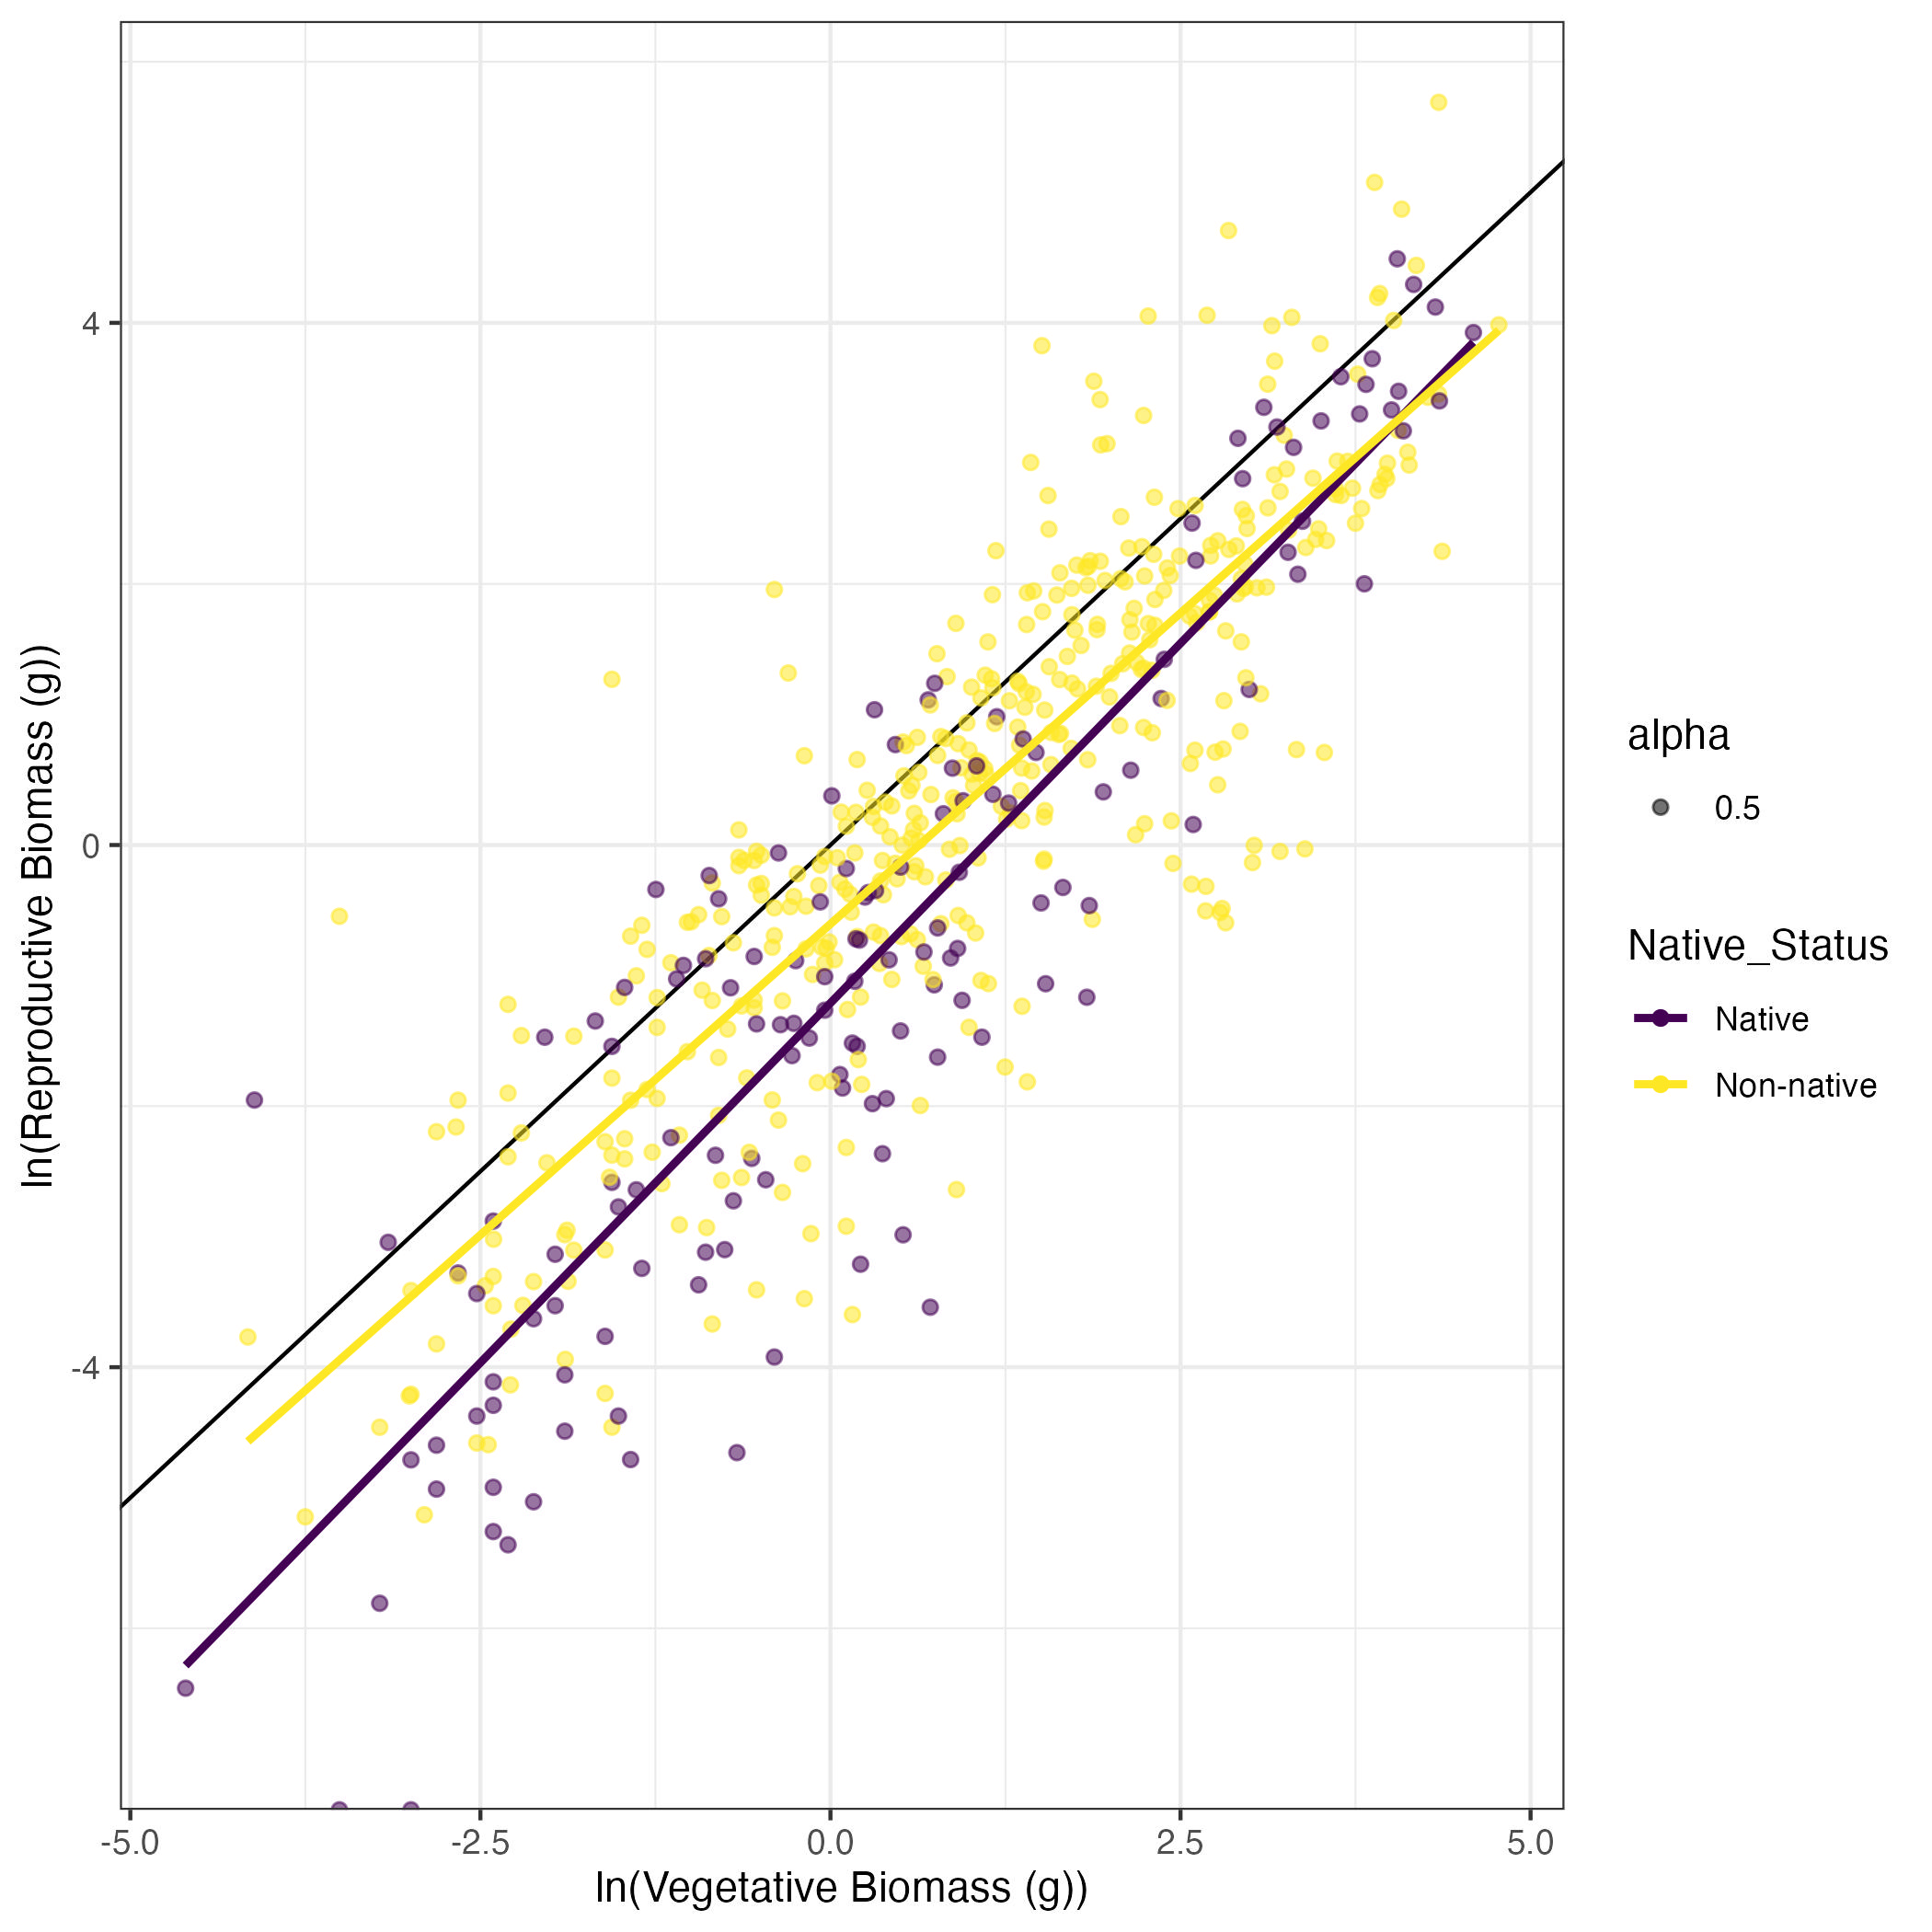 ln(Reproductive Biomass (g))
4
0
-4
-5.0
-2.5
0.0
2.5
5.0
ln(Vegetative Biomass (g))
alpha
0.5
Native_Status
Native
Non-native